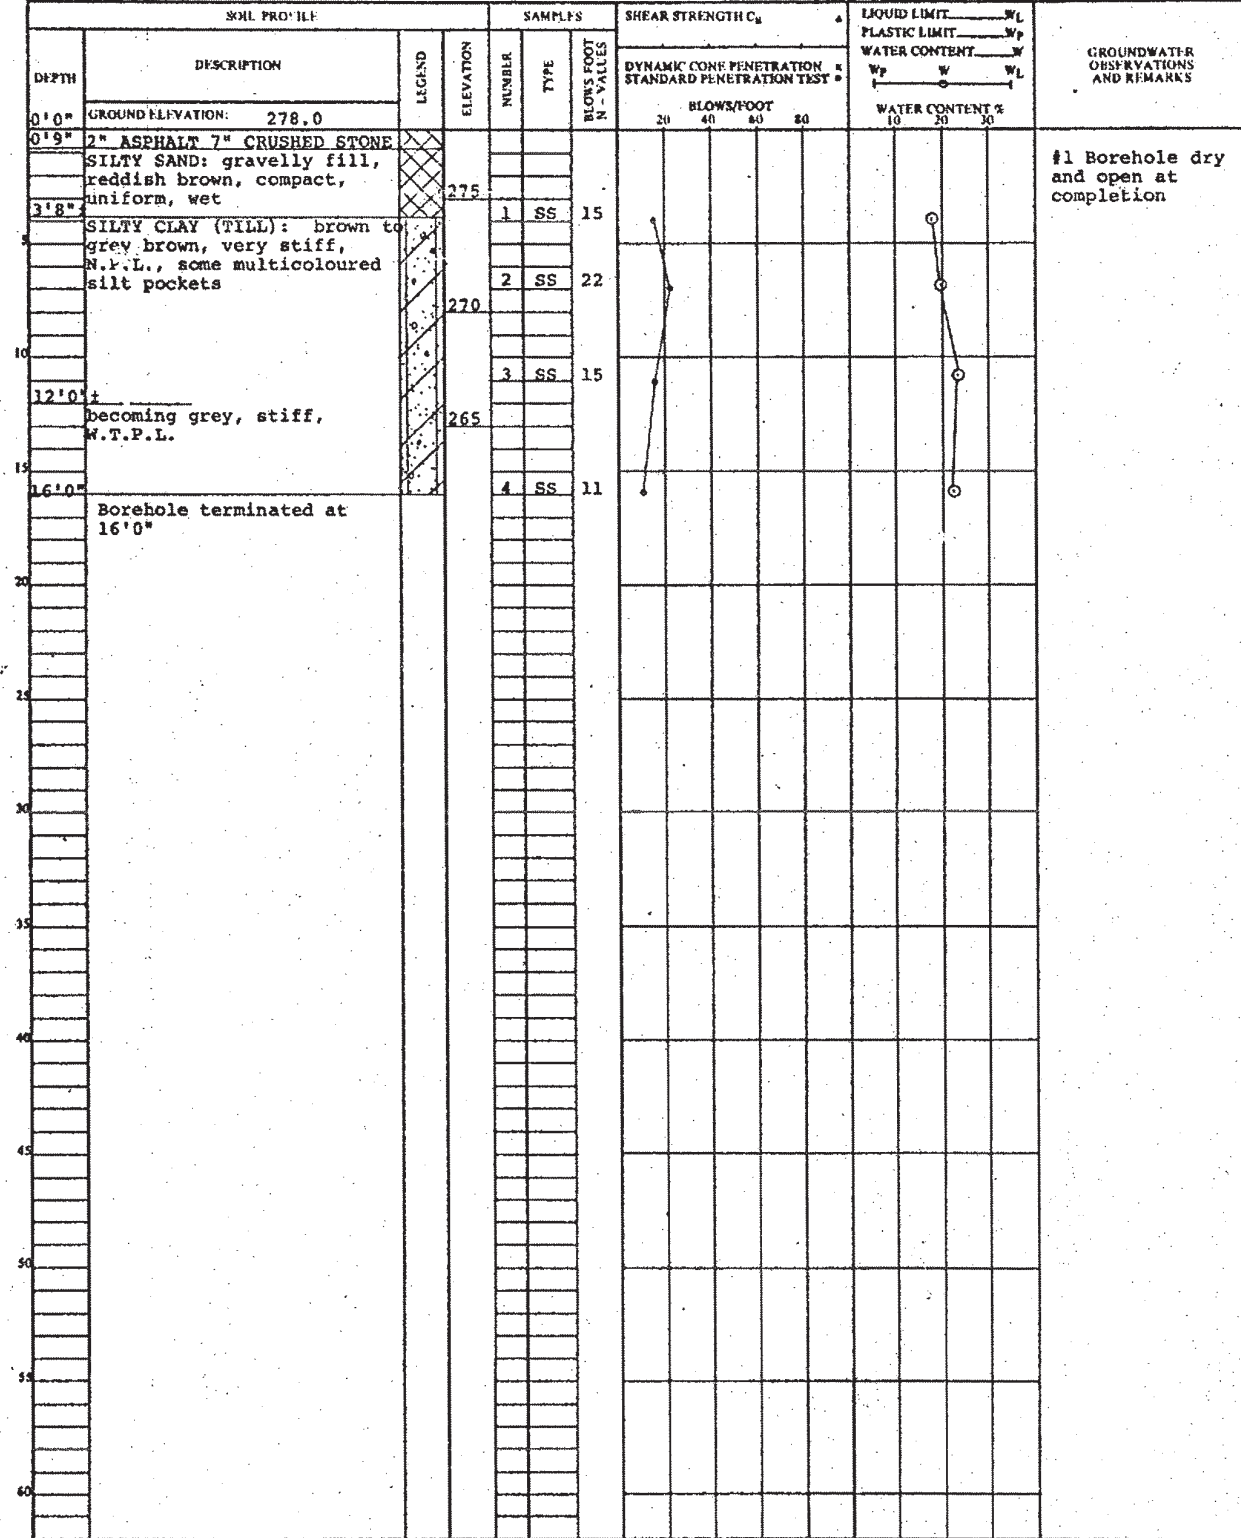 SOIL PROFILE
SAMPLES
SHEAR STRENGTH Cu
LIQUID LIMIT WL
PLASTIC LIMIT WP
WATER CONTENT W
DEPTH
DESCRIPTION
LEGEND
ELEVATION
NUMBER
TYPE
BLOWS FOOT
N - VALUES
DYNAMIC CONE PENETRATION x
STANDARD PENETRATION TEST
WP W WL
GROUNDWATER
OBSERVATIONS
AND REMARKS
BLOWS/FOOT
WATER CONTENT %
0'0" GROUND ELEVATION: 278.0
20 40 60 80
10 20 30
0'9" 2" ASPHALT 7" CRUSHED STONE
SILTY SAND: gravelly fill,
reddish brown, compact,
uniform, wet
#1 Borehole dry
and open at
completion
275
3'8"±
1 SS 15
SILTY CLAY (TILL): brown to
grey brown, very stiff,
N.P.L., some multicoloured
silt pockets
5
2 SS 22
270
10
3 SS 15
12'0"±
becoming grey, stiff,
W.T.P.L.
265
15
16'0"
4 SS 11
Borehole terminated at
16'0"
20
25
30
35
40
45
50
55
60